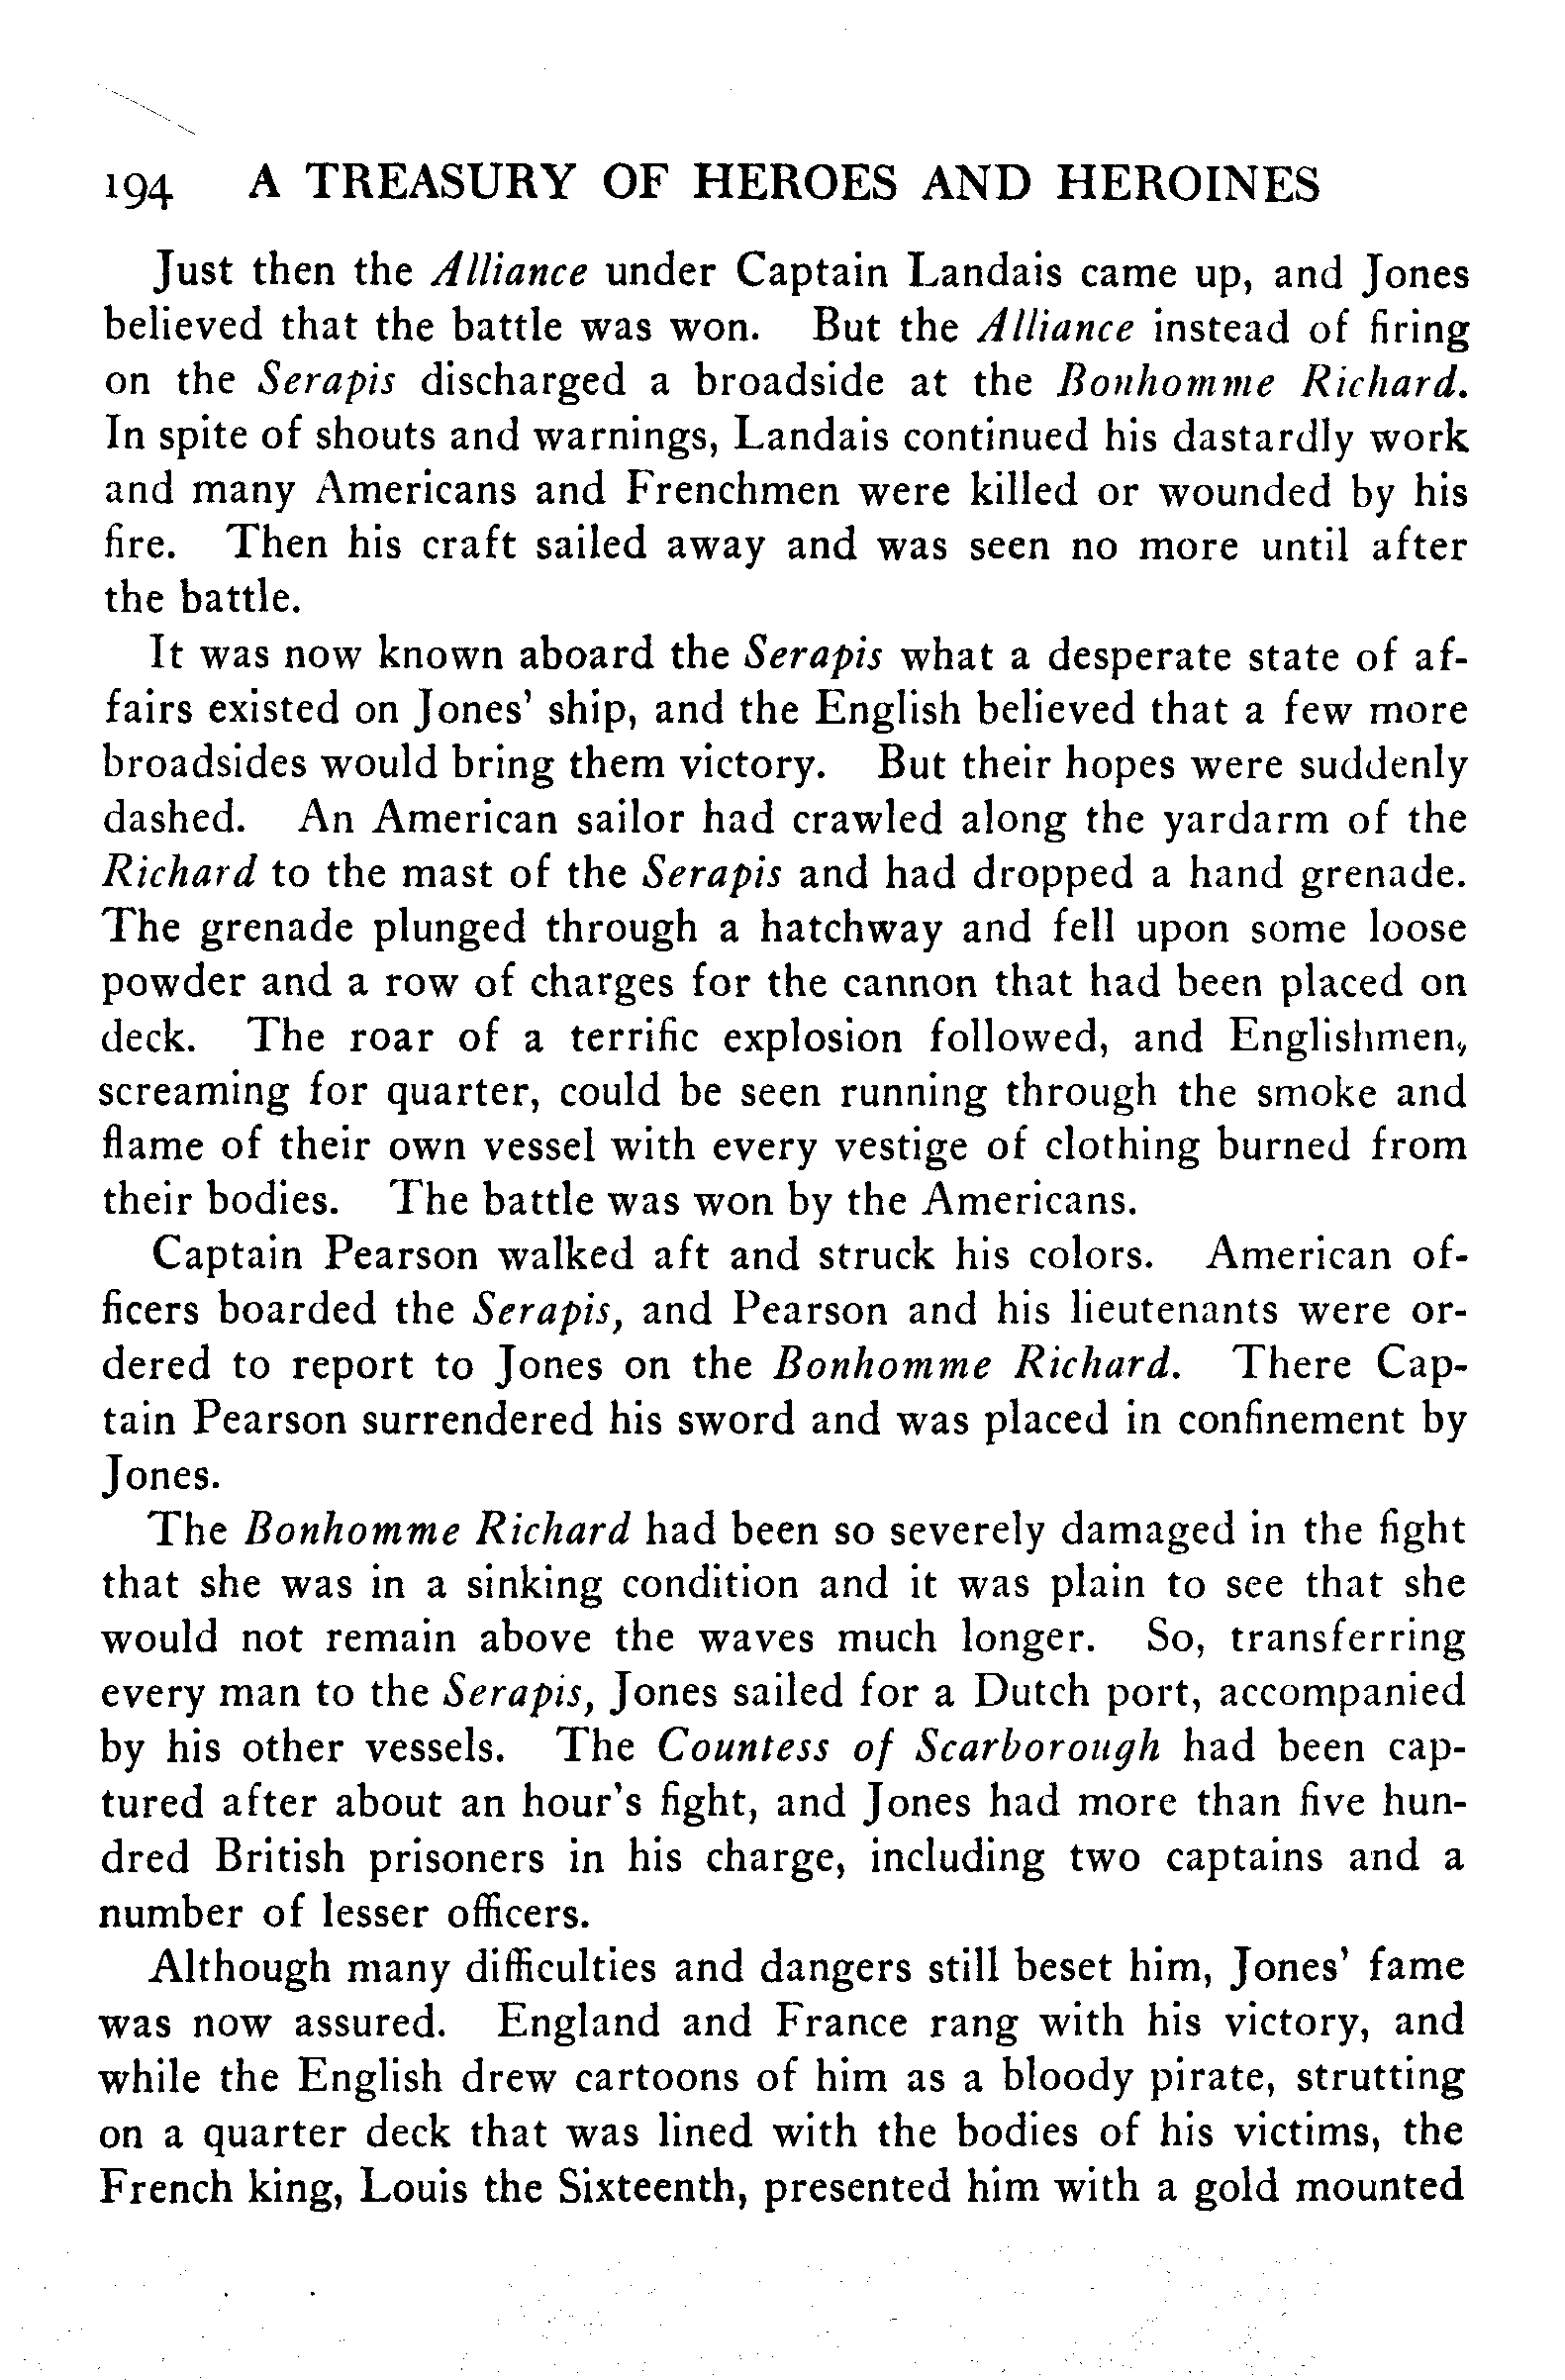 194 A TREASURY OF HEROES AND HEROINES
Just then the Alliance under Captain Landais came up, and Jones
believed that the battle was won. But the Alliance instead of firing
on the Serapis discharged a broadside at the Bonhomme Richard.
In spite of shouts and warnings, Landais continued his dastardly work
and many Americans and Frenchmen were killed or wounded by his
fire. Then his craft sailed away and was seen no more until after
the battle.
It was now known aboard the Serapis what a desperate state of af-
fairs existed on Jones' ship, and the English believed that a few more
broadsides would bring them victory. But their hopes were suddenly
dashed. An American sailor had crawled along the yardarm of the
Richard to the mast of the Serapis and had dropped a hand grenade.
The grenade plunged through a hatchway and fell upon some loose
powder and a row of charges for the cannon that had been placed on
deck. The roar of a terrific explosion followed, and Englishmen,
screaming for quarter, could be seen running through the smoke and
flame of their own vessel with every vestige of clothing burned from
their bodies. The battle was won by the Americans.
Captain Pearson walked aft and struck his colors. American of-
ficers boarded the Serapis, and Pearson and his lieutenants were or-
dered to report to Jones on the Bonhomme Richard. There Cap-
tain Pearson surrendered his sword and was placed in confinement by
Jones.
The Bonhomme Richard had been so severely damaged in the fight
that she was in a sinking condition and it was plain to see that she
would not remain above the waves much longer. So, transferring
every man to the Serapis, Jones sailed for a Dutch port, accompanied
by his other vessels. The Countess of Scarborough had been cap-
tured after about an hour's fight, and Jones had more than five hun-
dred British prisoners in his charge, including two captains and a
number of lesser officers.
Although many difficulties and dangers still beset him, Jones' fame
was now assured. England and France rang with his victory, and
while the English drew cartoons of him as a bloody pirate, strutting
on a quarter deck that was lined with the bodies of his victims, the
French king, Louis the Sixteenth, presented him with a gold mounted